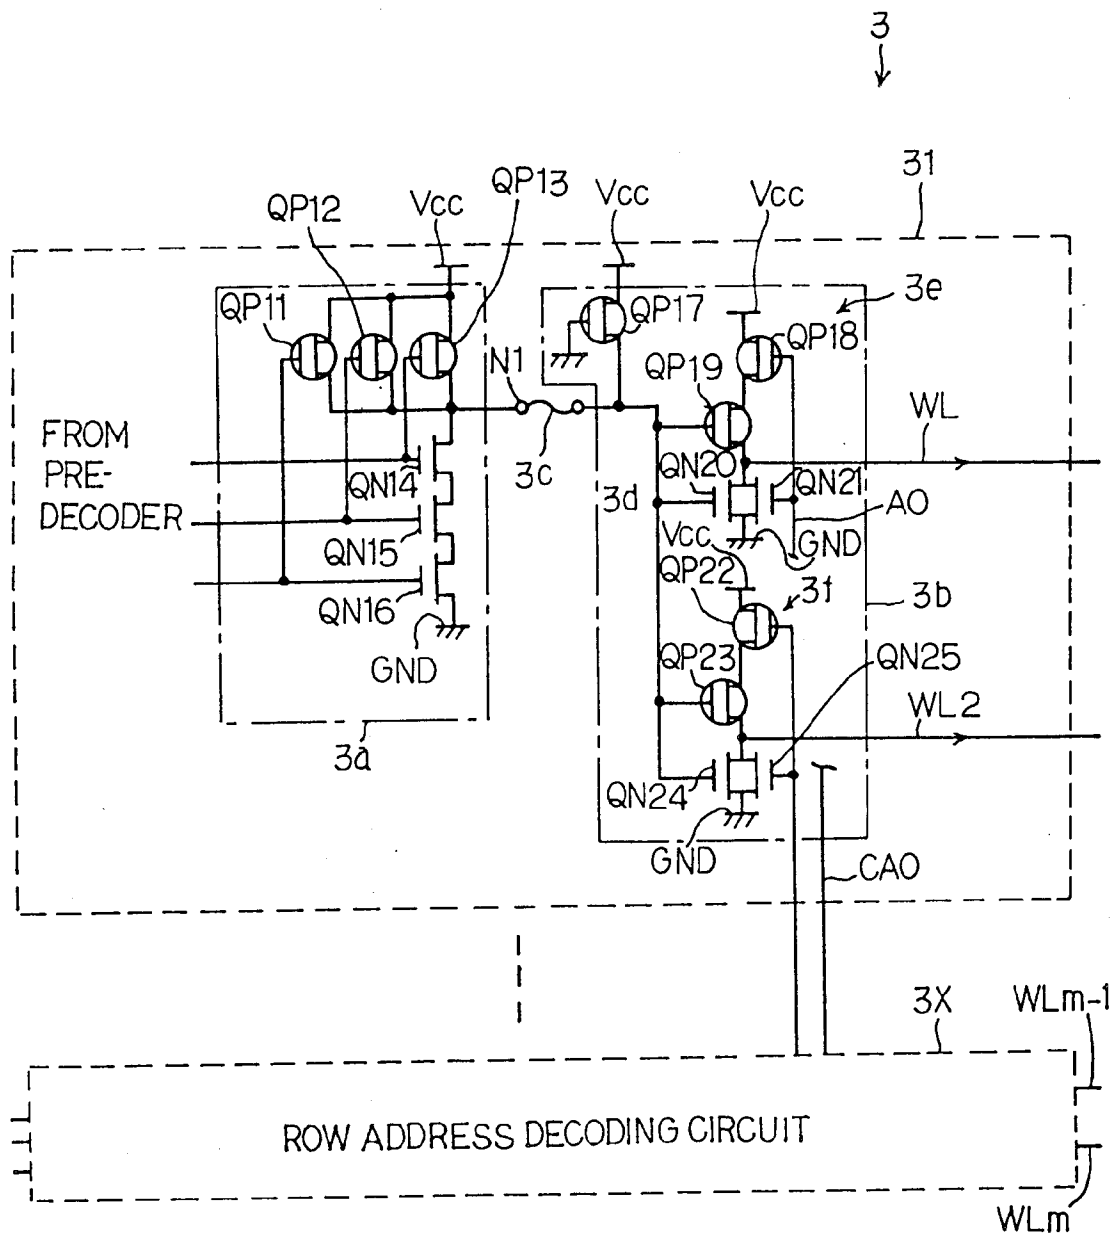 3
31
QP13
Vcc
Vcc
Vcc
QP12
3e
QP11
QP17
QP18
N1
QP19
WL
FROM
PRE-
DECODER
3c
QN14
QN20
QN21
3d
AO
QN15
Vcc
GND
QP22
3f
3b
QN16
GND
QP23
QN25
WL2
3a
QN24
GND
CAO
3X
WLm-1
ROW ADDRESS DECODING CIRCUIT
WLm